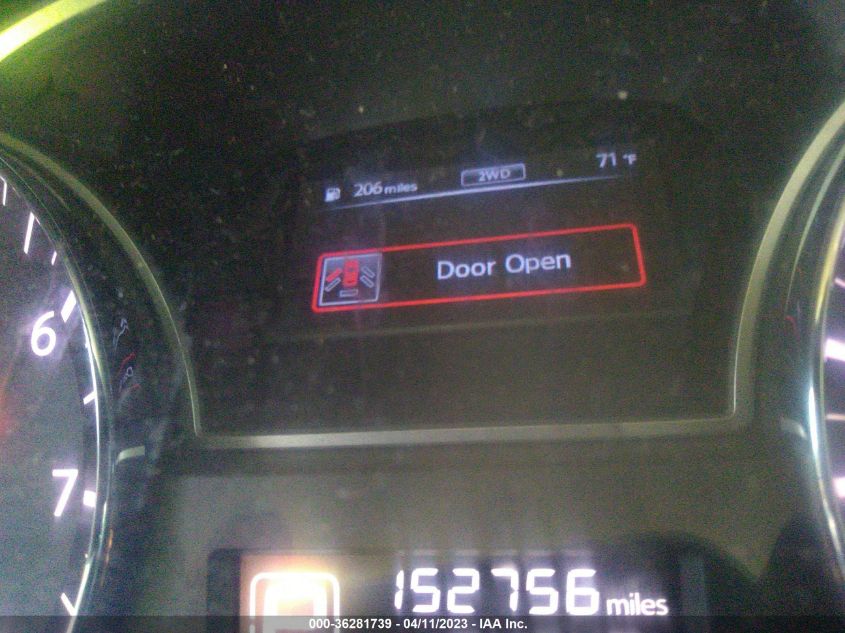 206 miles 2WD 71 °F
Door Open
6
7
152756 miles
000-36281739 - 04/11/2023 - IAA Inc.